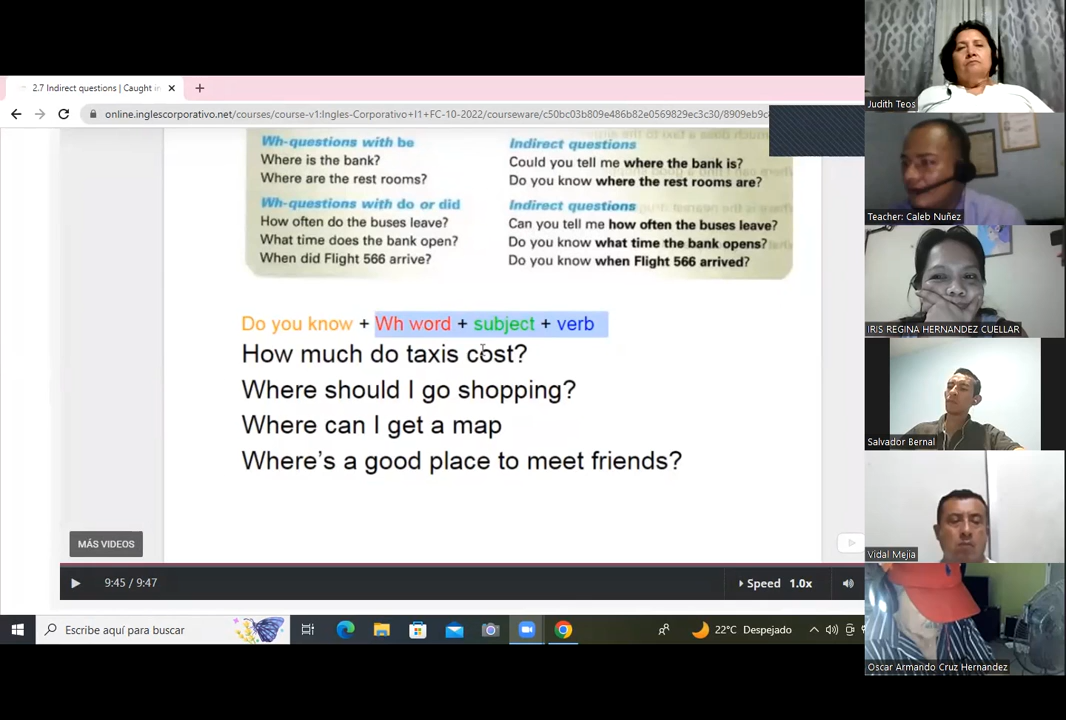 2.7 Indirect questions | Caught in
online.inglescorporativo.net/courses/course-v1:Ingles-Corporativo+I1+FC-10-2022/courseware/c50bc03b809e486b82e0569829ec3c30/8909eb9c
Wh-questions with be
Where is the bank?
Where are the rest rooms?
Wh-questions with do or did
How often do the buses leave?
What time does the bank open?
When did Flight 566 arrive?
Indirect questions
Could you tell me where the bank is?
Do you know where the rest rooms are?
Indirect questions
Can you tell me how often the buses leave?
Do you know what time the bank opens?
Do you know when Flight 566 arrived?
Do you know + Wh word + subject + verb
How much do taxis cost?
Where should I go shopping?
Where can I get a map
Where's a good place to meet friends?
MÁS VIDEOS
9:45 / 9:47
Speed 1.0x
Escribe aquí para buscar
22°C Despejado
Judith Teos
Teacher: Caleb Nuñez
IRIS REGINA HERNANDEZ CUELLAR
Salvador Bernal
Vidal Mejia
Oscar Armando Cruz Hernandez